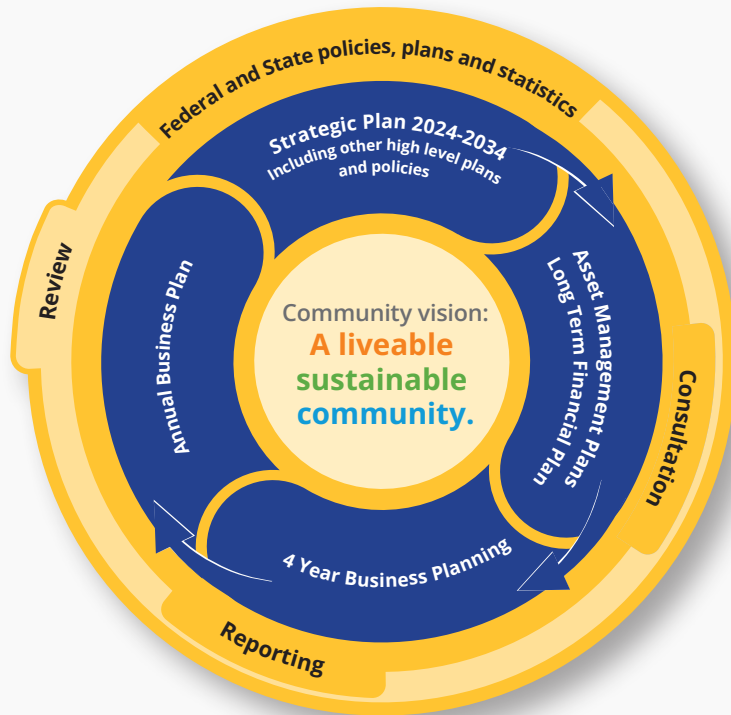 Federal and State policies, plans and statistics
Strategic Plan 2024-2034
Including other high level plans
and policies
Asset Management Plans
Long Term Financial Plan
Consultation
4 Year Business Planning
Reporting
Annual Business Plan
Review
Community vision:
A liveable
sustainable
community.